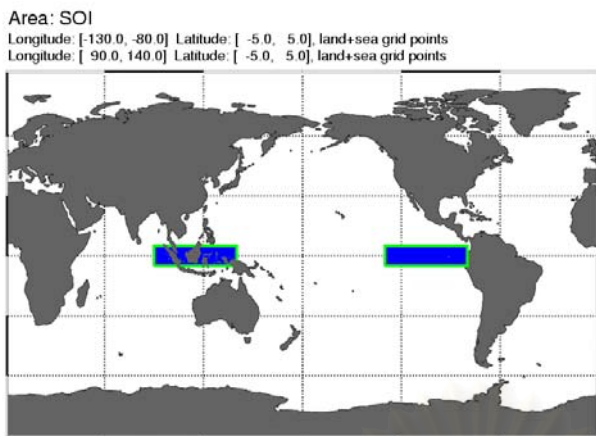 Area: SOI
Longitude: [-130.0, -80.0] Latitude: [ -5.0, 5.0], land+sea grid points
Longitude: [ 90.0, 140.0] Latitude: [ -5.0, 5.0], land+sea grid points